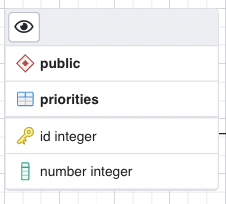 public
priorities
id integer
number integer